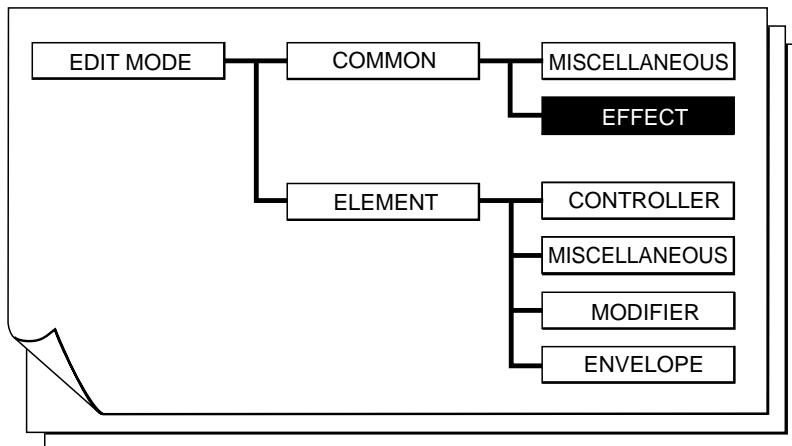 EDIT MODE
COMMON
MISCELLANEOUS
EFFECT
ELEMENT
CONTROLLER
MISCELLANEOUS
MODIFIER
ENVELOPE